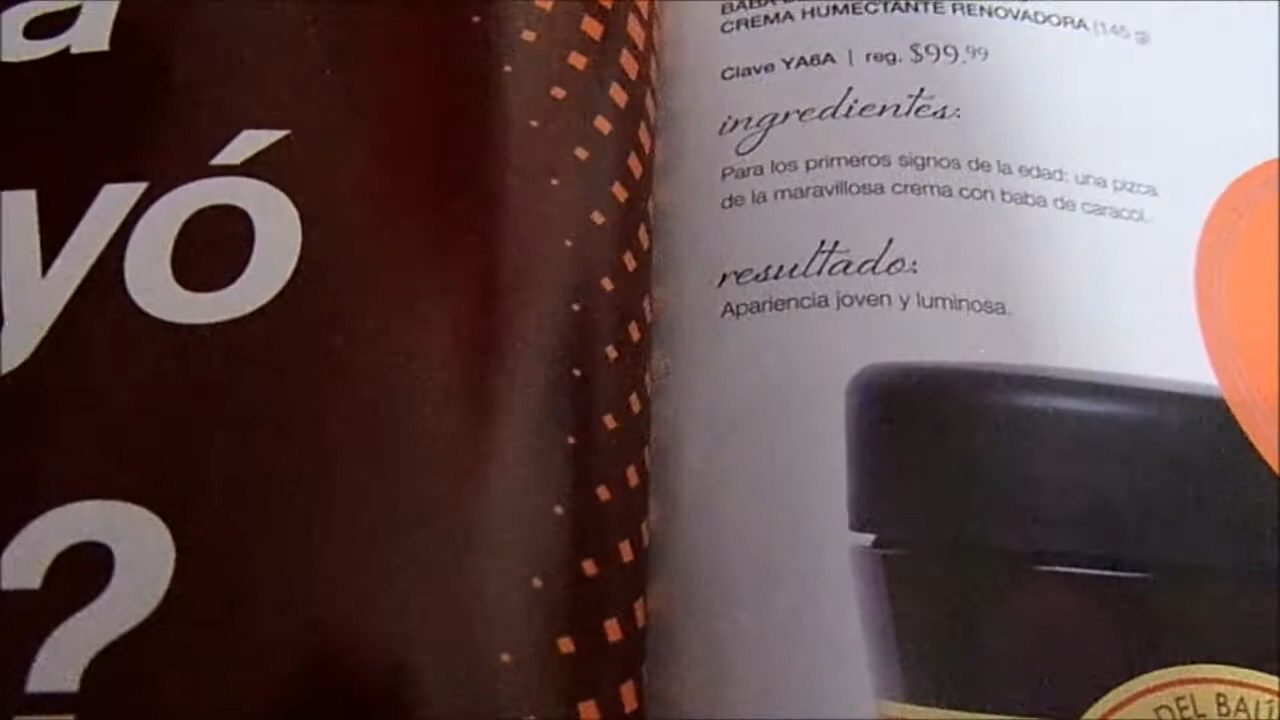 a
yó
?
CREMA HUMECTANTE RENOVADORA (145 g)
Clave YA6A | reg. $99.99
ingredientes:
Para los primeros signos de la edad: una pizca
de la maravillosa crema con baba de caracol.
resultado:
Apariencia joven y luminosa.
DEL BAÚ